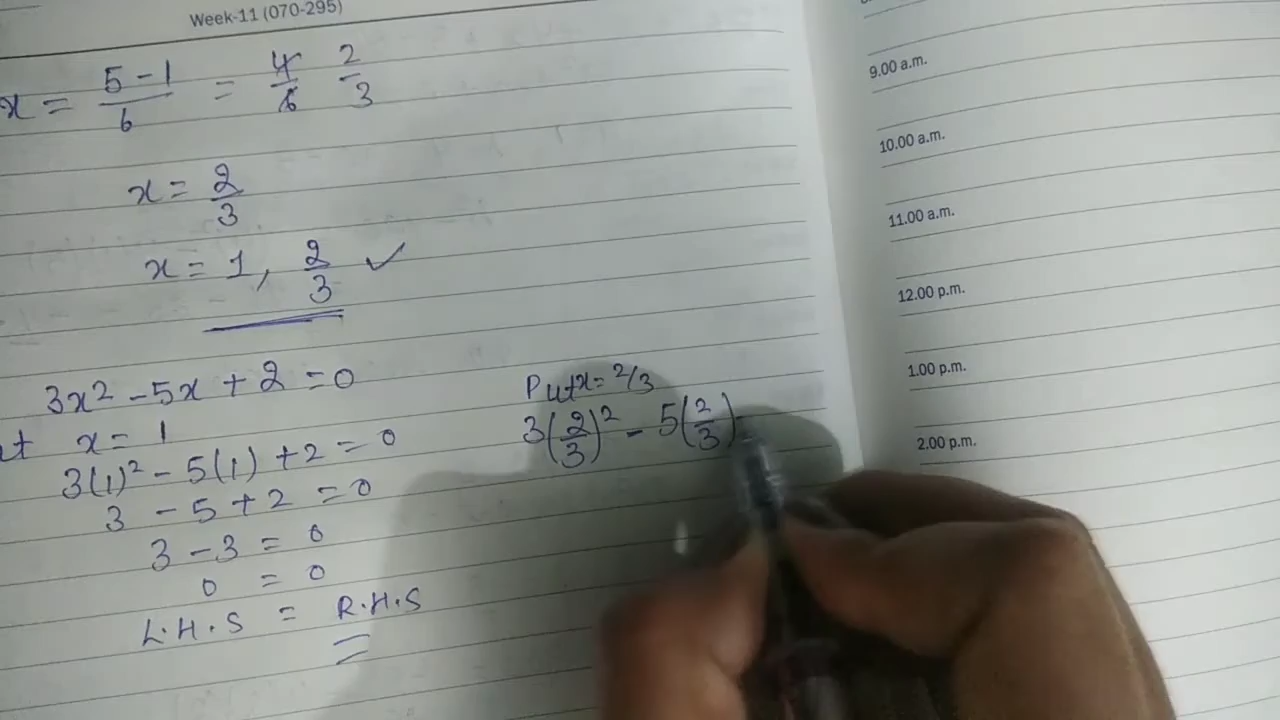 Week-11 (070-295)
x = 5-1/6 = 4/6 2/3
x = 2/3
x = 1, 2/3 ✓
3x² - 5x + 2 = 0
x = 1
3(1)² - 5(1) + 2 = 0
3 - 5 + 2 = 0
3 - 3 = 0
0 = 0
L.H.S = R.H.S
Put x = 2/3
3(2/3)² - 5(2/3)
9.00 a.m.
10.00 a.m.
11.00 a.m.
12.00 p.m.
1.00 p.m.
2.00 p.m.